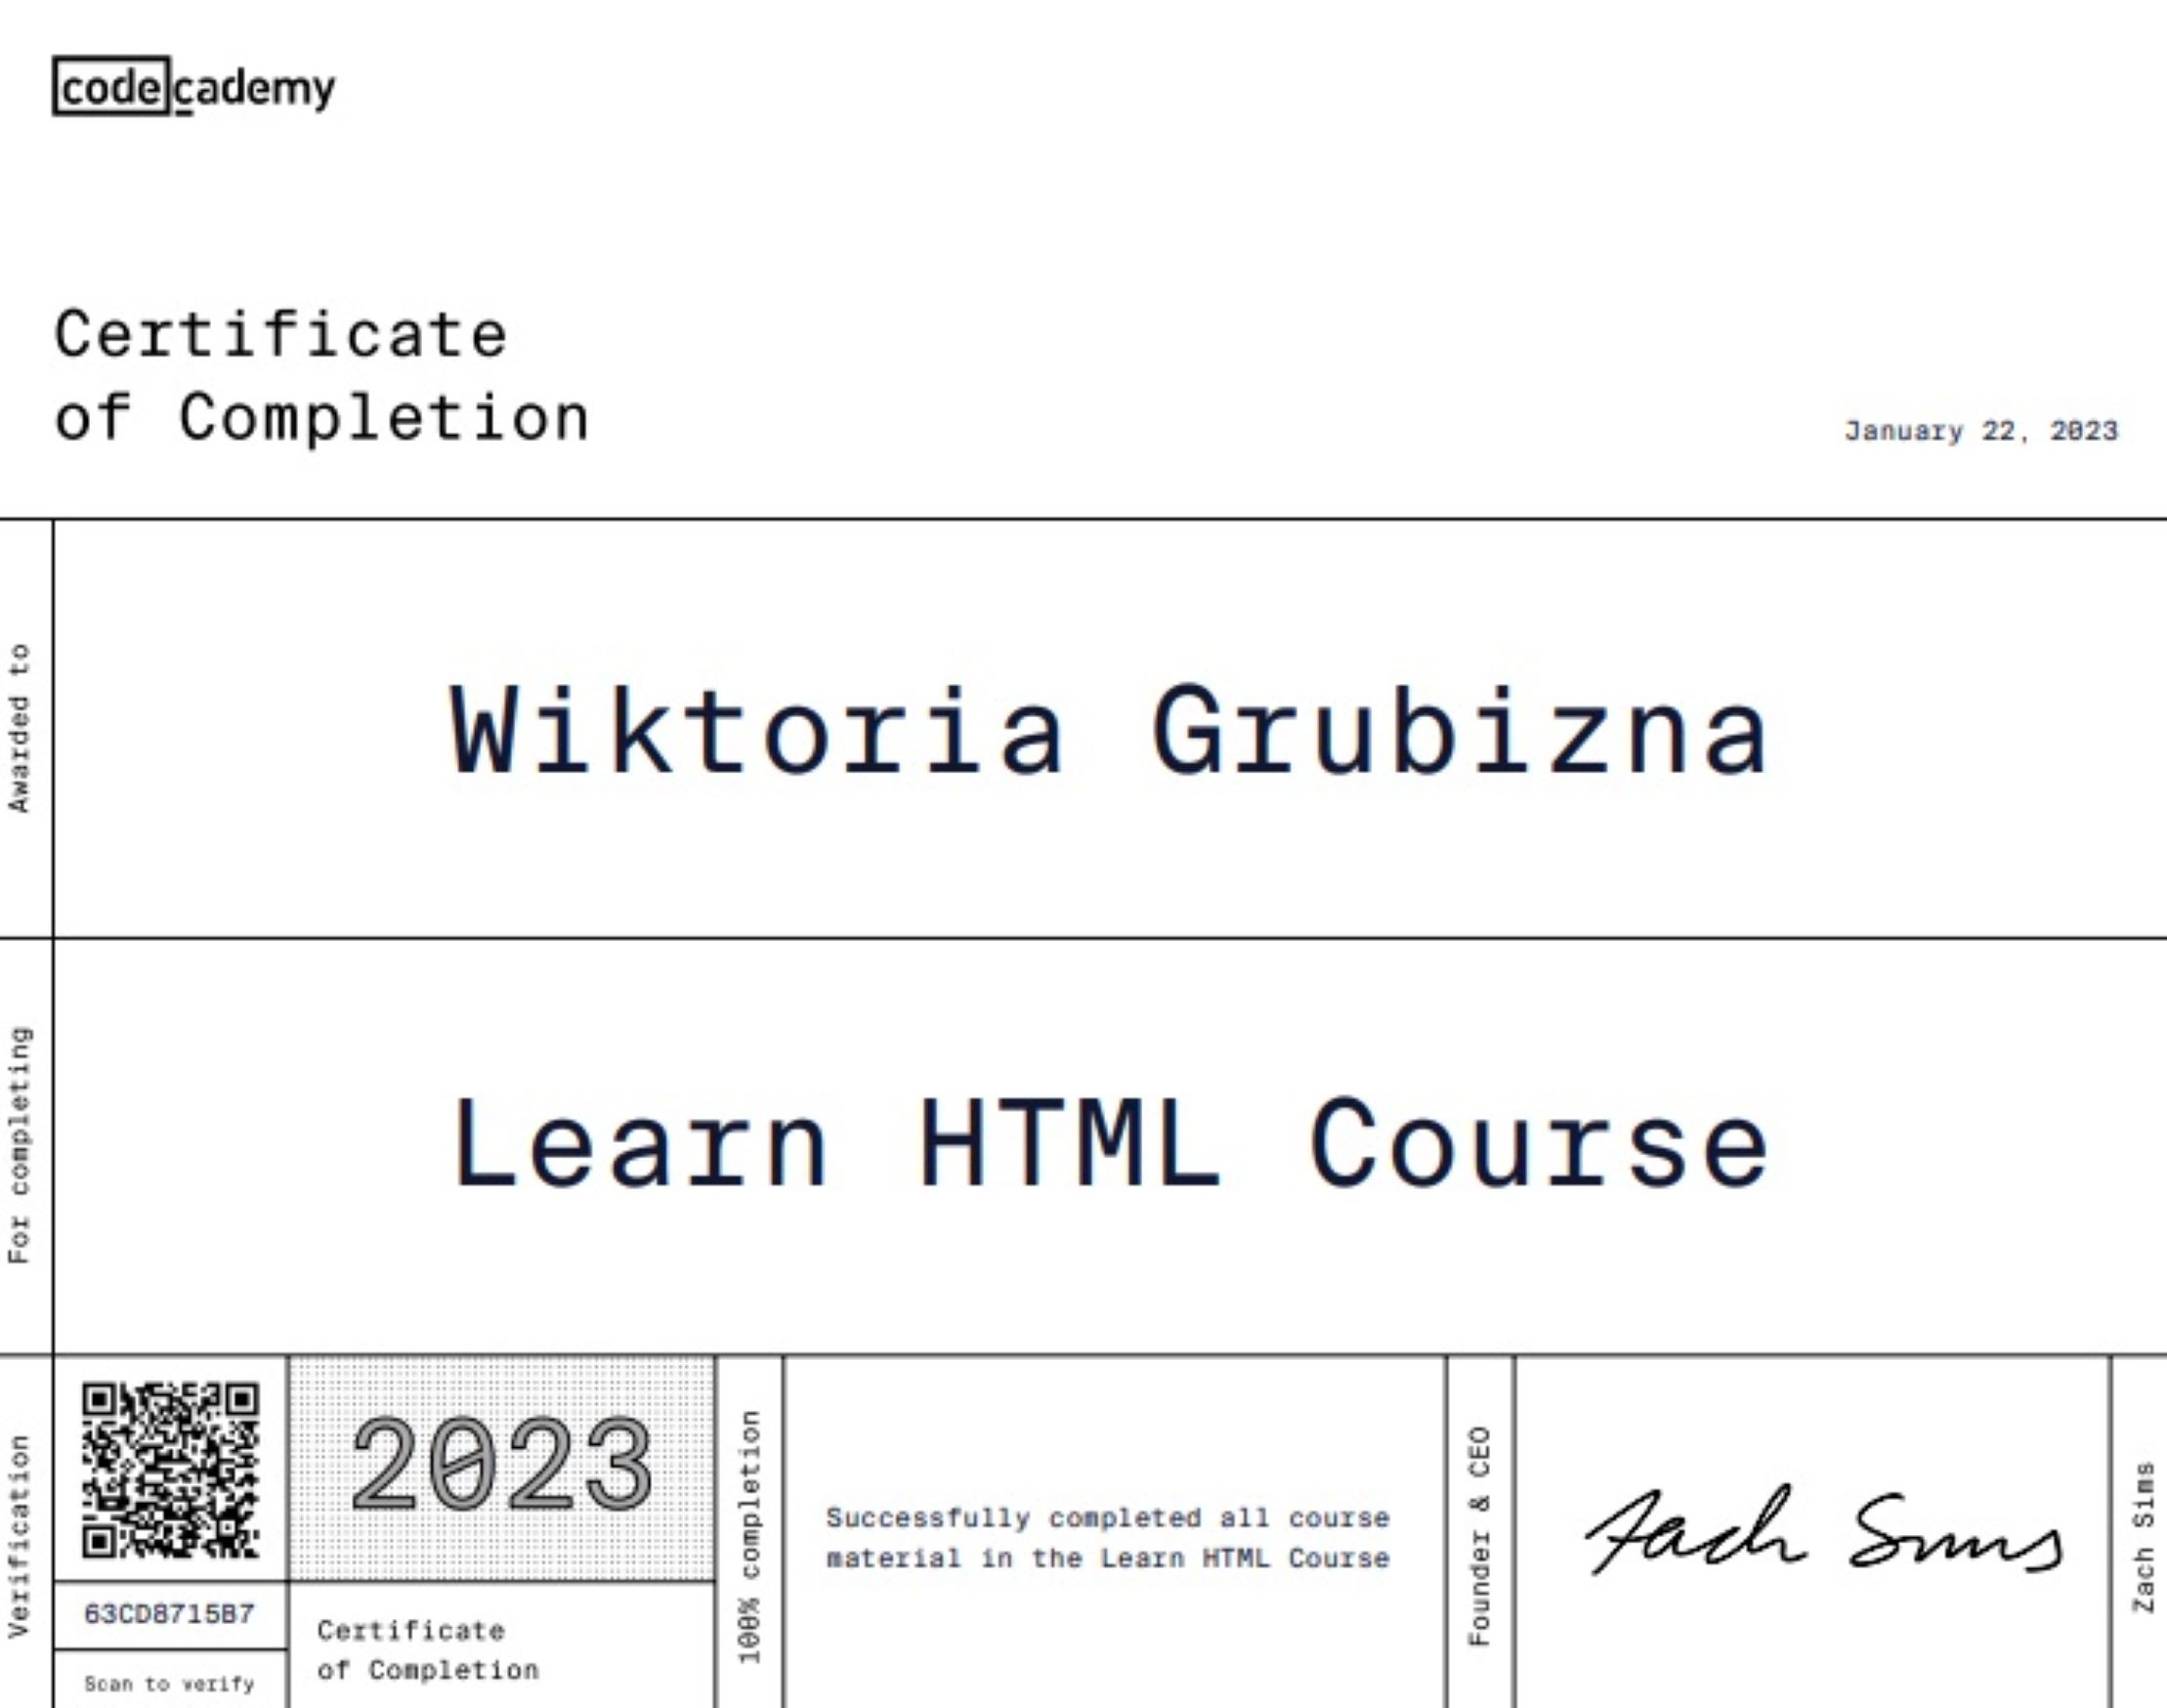 codecademy
Certificate
of Completion
January 22, 2023
Awarded to
Wiktoria Grubizna
For completing
Learn HTML Course
Verification
63CD8715B7
Scan to verify
2023
Certificate
of Completion
100% completion
Successfully completed all course
material in the Learn HTML Course
Founder & CEO
Zach Sims
Zach Sims